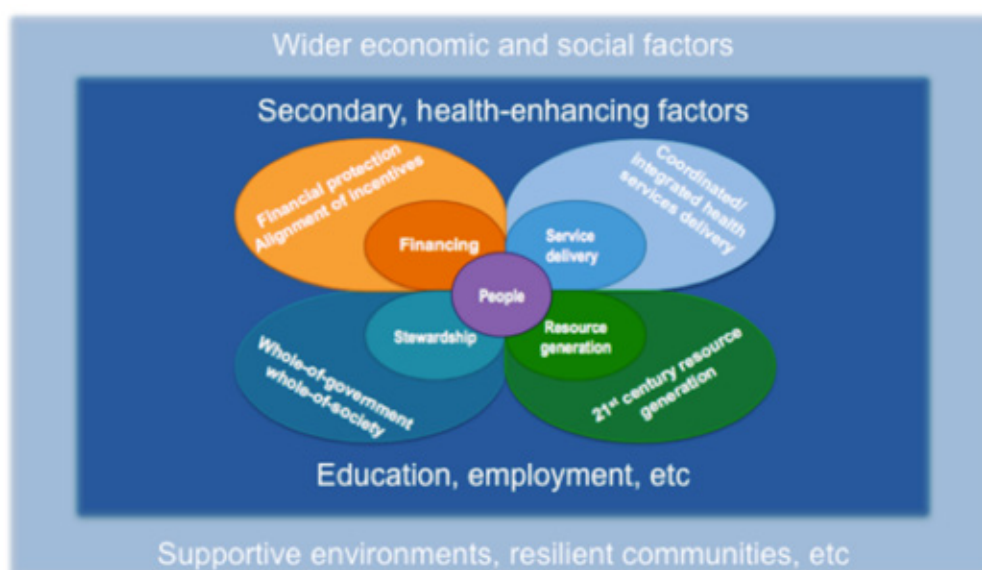 Wider economic and social factors
Secondary, health-enhancing factors
Financial protection
Alignment of incentives
Coordinated/
integrated health
services delivery
Financing
Service
delivery
People
Stewardship
Resource
generation
Whole-of-government
whole-of-society
21st century resource
generation
Education, employment, etc
Supportive environments, resilient communities, etc